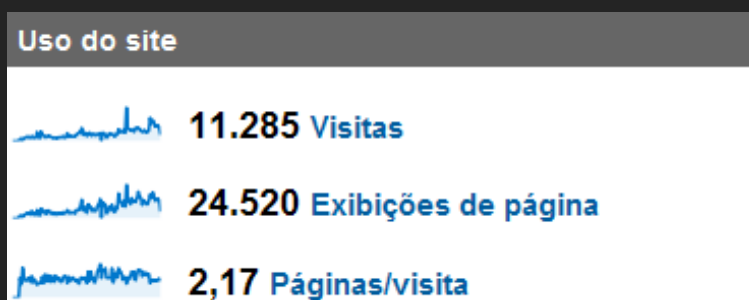 Uso do site
11.285 Visitas
24.520 Exibições de página
2,17 Páginas/visita